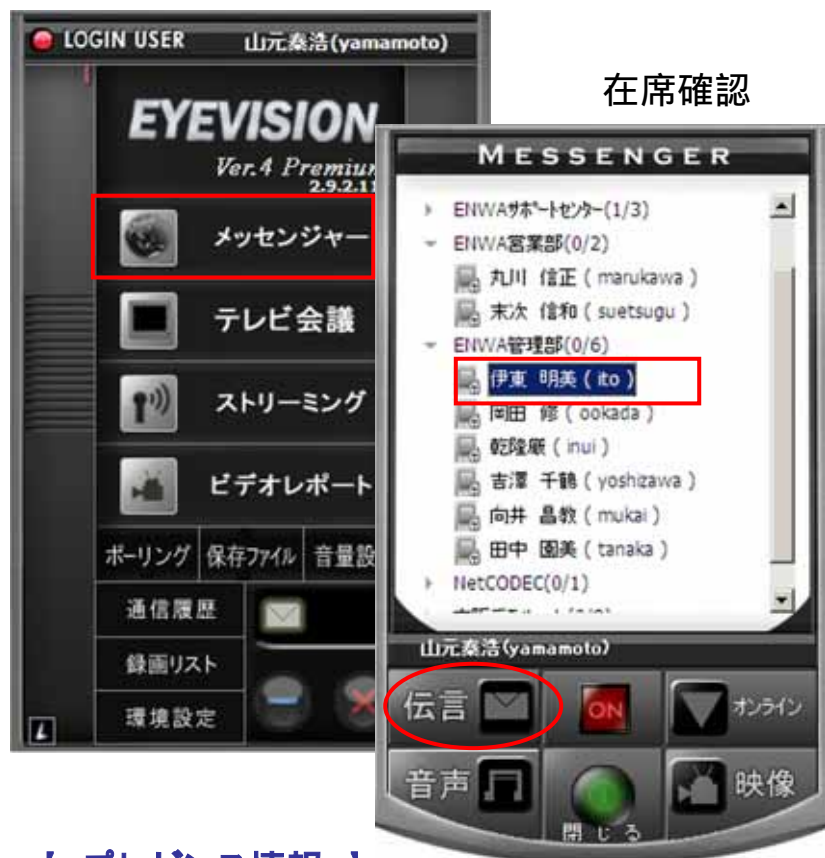 LOGIN USER 山元泰浩(yamamoto)
EYEVISION
Ver.4 Premium
2.9.2.11
メッセンジャー
テレビ会議
ストリーミング
ビデオレポート
ポーリング 保存ファイル 音量設
通信履歴
録画リスト
環境設定
在席確認
MESSENGER
ENWAサポートセンター(1/3)
ENWA営業部(0/2)
丸川 信正 ( marukawa )
末次 信和 ( suetsugu )
ENWA管理部(0/6)
伊東 明美 ( ito )
岡田 修 ( ookada )
乾隆厳 ( inui )
吉澤 千鶴 ( yoshizawa )
向井 昌教 ( mukai )
田中 園美 ( tanaka )
NetCODEC(0/1)
山元泰浩(yamamoto)
伝言 ON オンライン
音声 閉じる 映像